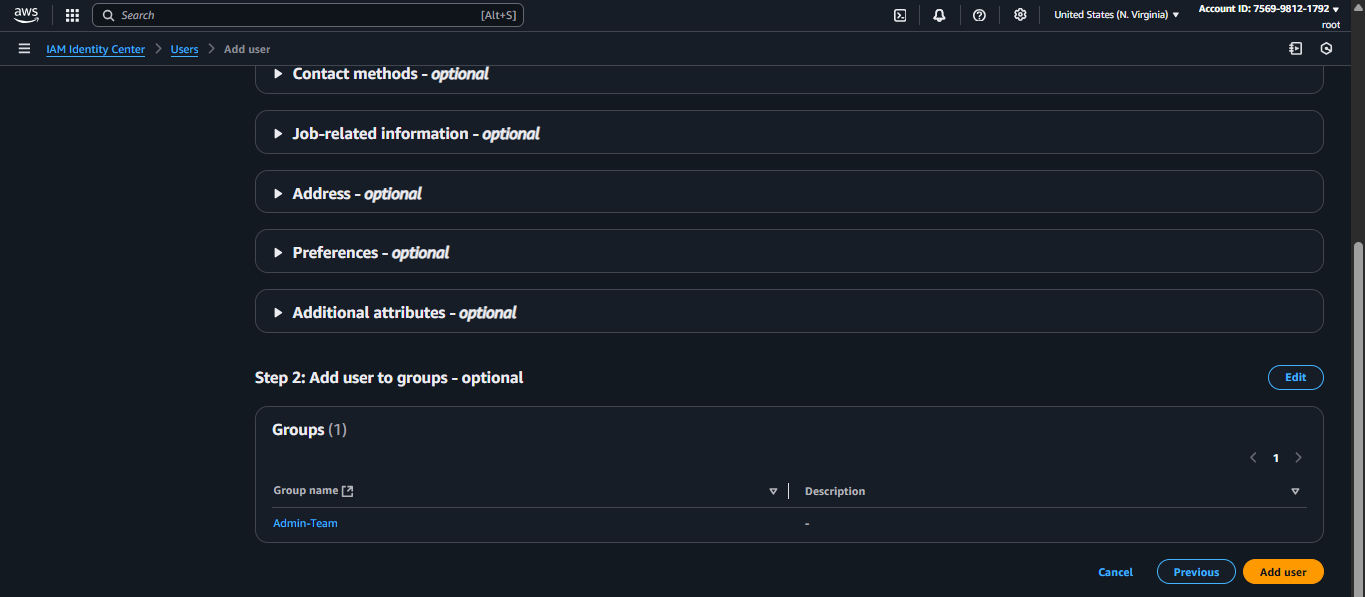 aws
Search [Alt+S]
United States (N. Virginia) ▼
Account ID: 7569-9812-1792 ▼
root
IAM Identity Center > Users > Add user
Contact methods - optional
Job-related information - optional
Address - optional
Preferences - optional
Additional attributes - optional
Step 2: Add user to groups - optional
Edit
Groups (1)
1
Group name
Description
Admin-Team
-
Cancel
Previous
Add user